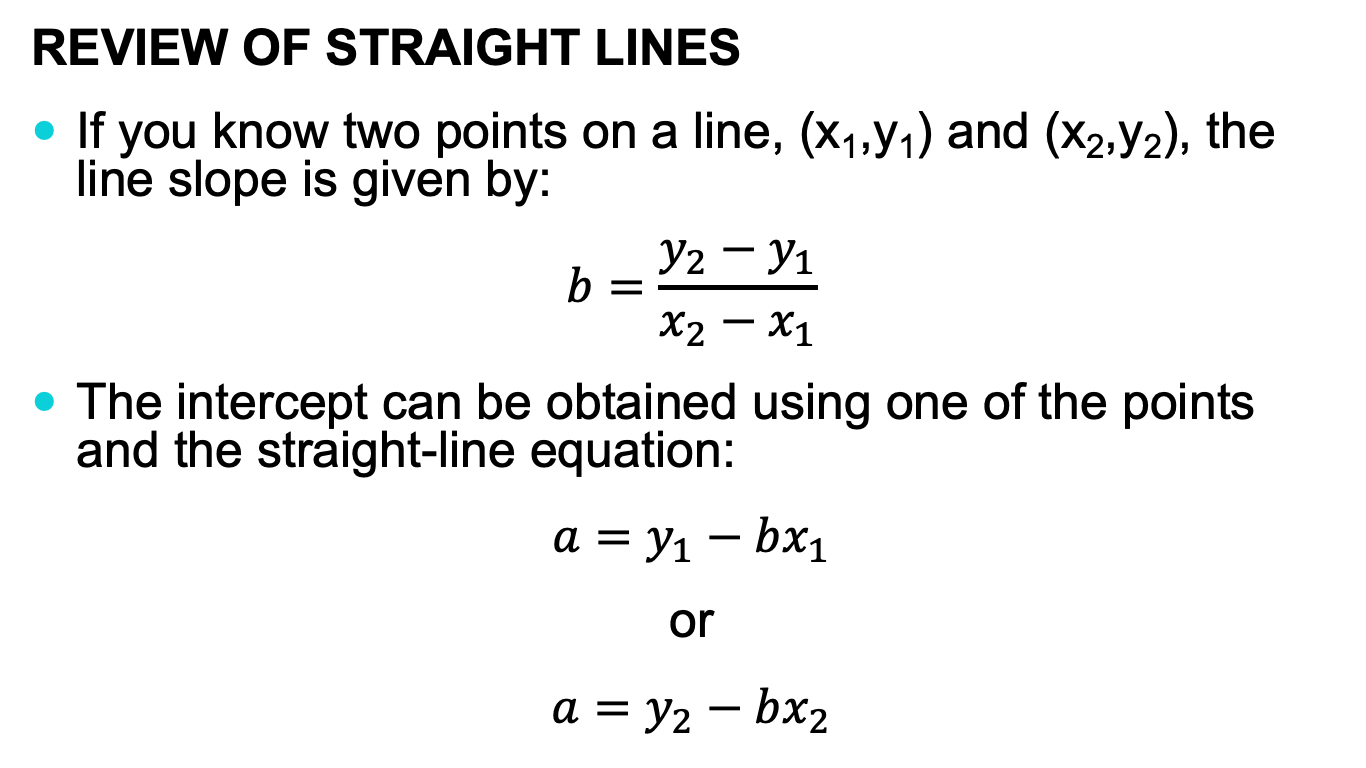 REVIEW OF STRAIGHT LINES
• If you know two points on a line, (x₁,y₁) and (x₂,y₂), the
line slope is given by:
b = (y₂ − y₁) / (x₂ − x₁)
• The intercept can be obtained using one of the points
and the straight-line equation:
a = y₁ − bx₁
or
a = y₂ − bx₂